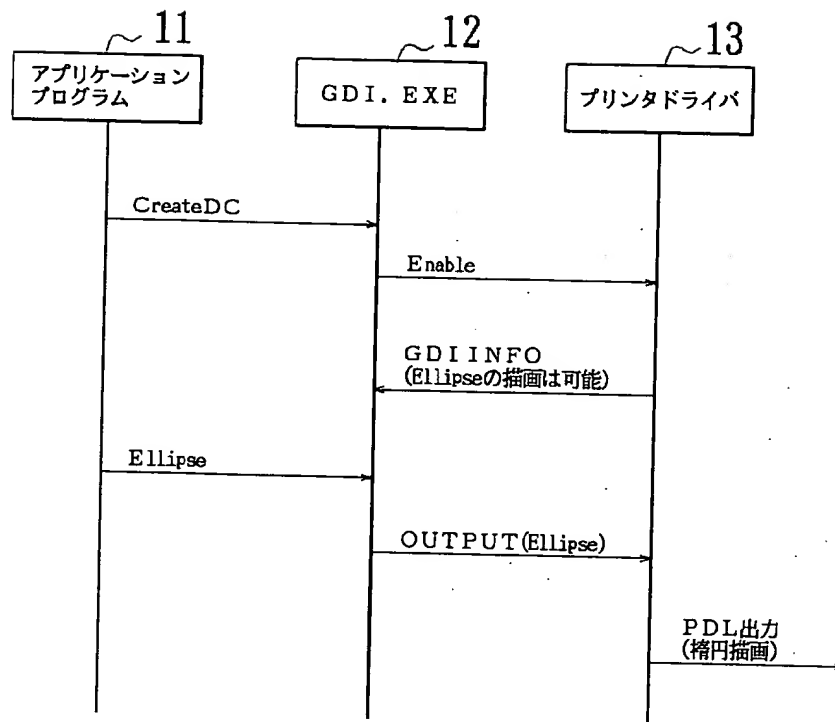 11
12
13
アプリケーション
プログラム
ＧＤＩ．ＥＸＥ
プリンタドライバ
CreateＤＣ
Enable
ＧＤＩＩＮＦＯ
(Ellipseの描画は可能)
Ellipse
ＯＵＴＰＵＴ(Ellipse)
ＰＤＬ出力
(楕円描画)